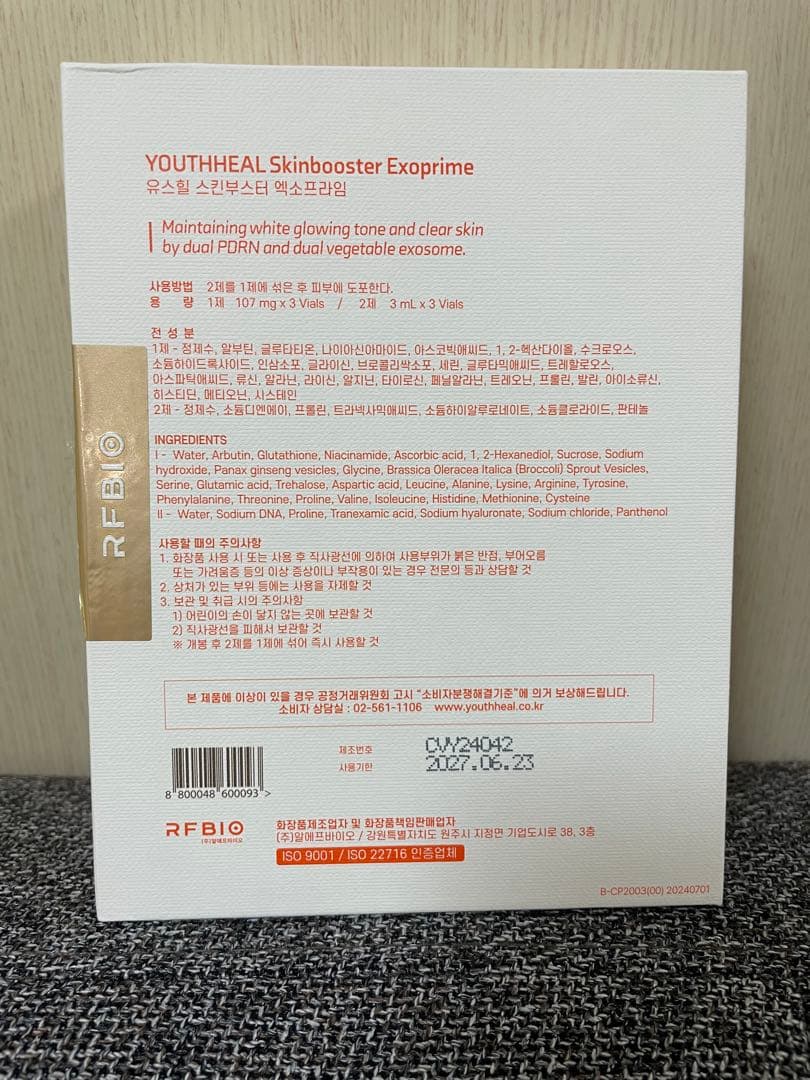 YOUTHHEAL Skinbooster Exoprime
유스힐 스킨부스터 엑소프라임
Maintaining white glowing tone and clear skin
by dual PDRN and dual vegetable exosome.
사용방법 2제를 1제에 섞은 후 피부에 도포한다.
용 량 1제 107 mg x 3 Vials / 2제 3 mL x 3 Vials
전 성 분
1제 - 정제수, 알부틴, 글루타티온, 나이아신아마이드, 아스코빅애씨드, 1, 2-헥산다이올, 수크로오스,
소듐하이드록사이드, 인삼소포, 글라이신, 브로콜리싹소포, 세린, 글루타믹애씨드, 트레할로오스,
아스파틱애씨드, 류신, 알라닌, 라이신, 알지닌, 타이로신, 페닐알라닌, 트레오닌, 프롤린, 발린, 아이소류신,
히스티딘, 메티오닌, 시스테인
2제 - 정제수, 소듐디엔에이, 프롤린, 트라넥사믹애씨드, 소듐하이알루로네이트, 소듐클로라이드, 판테놀
INGREDIENTS
I - Water, Arbutin, Glutathione, Niacinamide, Ascorbic acid, 1, 2-Hexanediol, Sucrose, Sodium
hydroxide, Panax ginseng vesicles, Glycine, Brassica Oleracea Italica (Broccoli) Sprout Vesicles,
Serine, Glutamic acid, Trehalose, Aspartic acid, Leucine, Alanine, Lysine, Arginine, Tyrosine,
Phenylalanine, Threonine, Proline, Valine, Isoleucine, Histidine, Methionine, Cysteine
II - Water, Sodium DNA, Proline, Tranexamic acid, Sodium hyaluronate, Sodium chloride, Panthenol
RFBIO
사용할 때의 주의사항
1. 화장품 사용 시 또는 사용 후 직사광선에 의하여 사용부위가 붉은 반점, 부어오름
또는 가려움증 등의 이상 증상이나 부작용이 있는 경우 전문의 등과 상담할 것
2. 상처가 있는 부위 등에는 사용을 자제할 것
3. 보관 및 취급 시의 주의사항
1) 어린이의 손이 닿지 않는 곳에 보관할 것
2) 직사광선을 피해서 보관할 것
※ 개봉 후 2제를 1제에 섞어 즉시 사용할 것
본 제품에 이상이 있을 경우 공정거래위원회 고시 "소비자분쟁해결기준"에 의거 보상해드립니다.
소비자 상담실 : 02-561-1106 www.youthheal.co.kr
제조번호 CVY24042
사용기한 2027.06.23
8 800048 600093 >
RFBIO
(주)알에프바이오
화장품제조업자 및 화장품책임판매업자
(주)알에프바이오 / 강원특별자치도 원주시 지정면 기업도시로 38, 3층
ISO 9001 / ISO 22716 인증업체
B-CP2003(00) 20240701